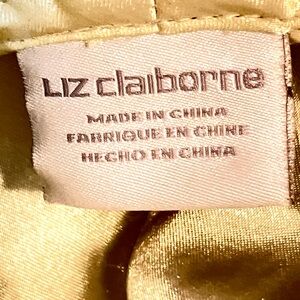 LIZ claiborne
MADE IN CHINA
FABRIQUE EN CHINE
HECHO EN CHINA